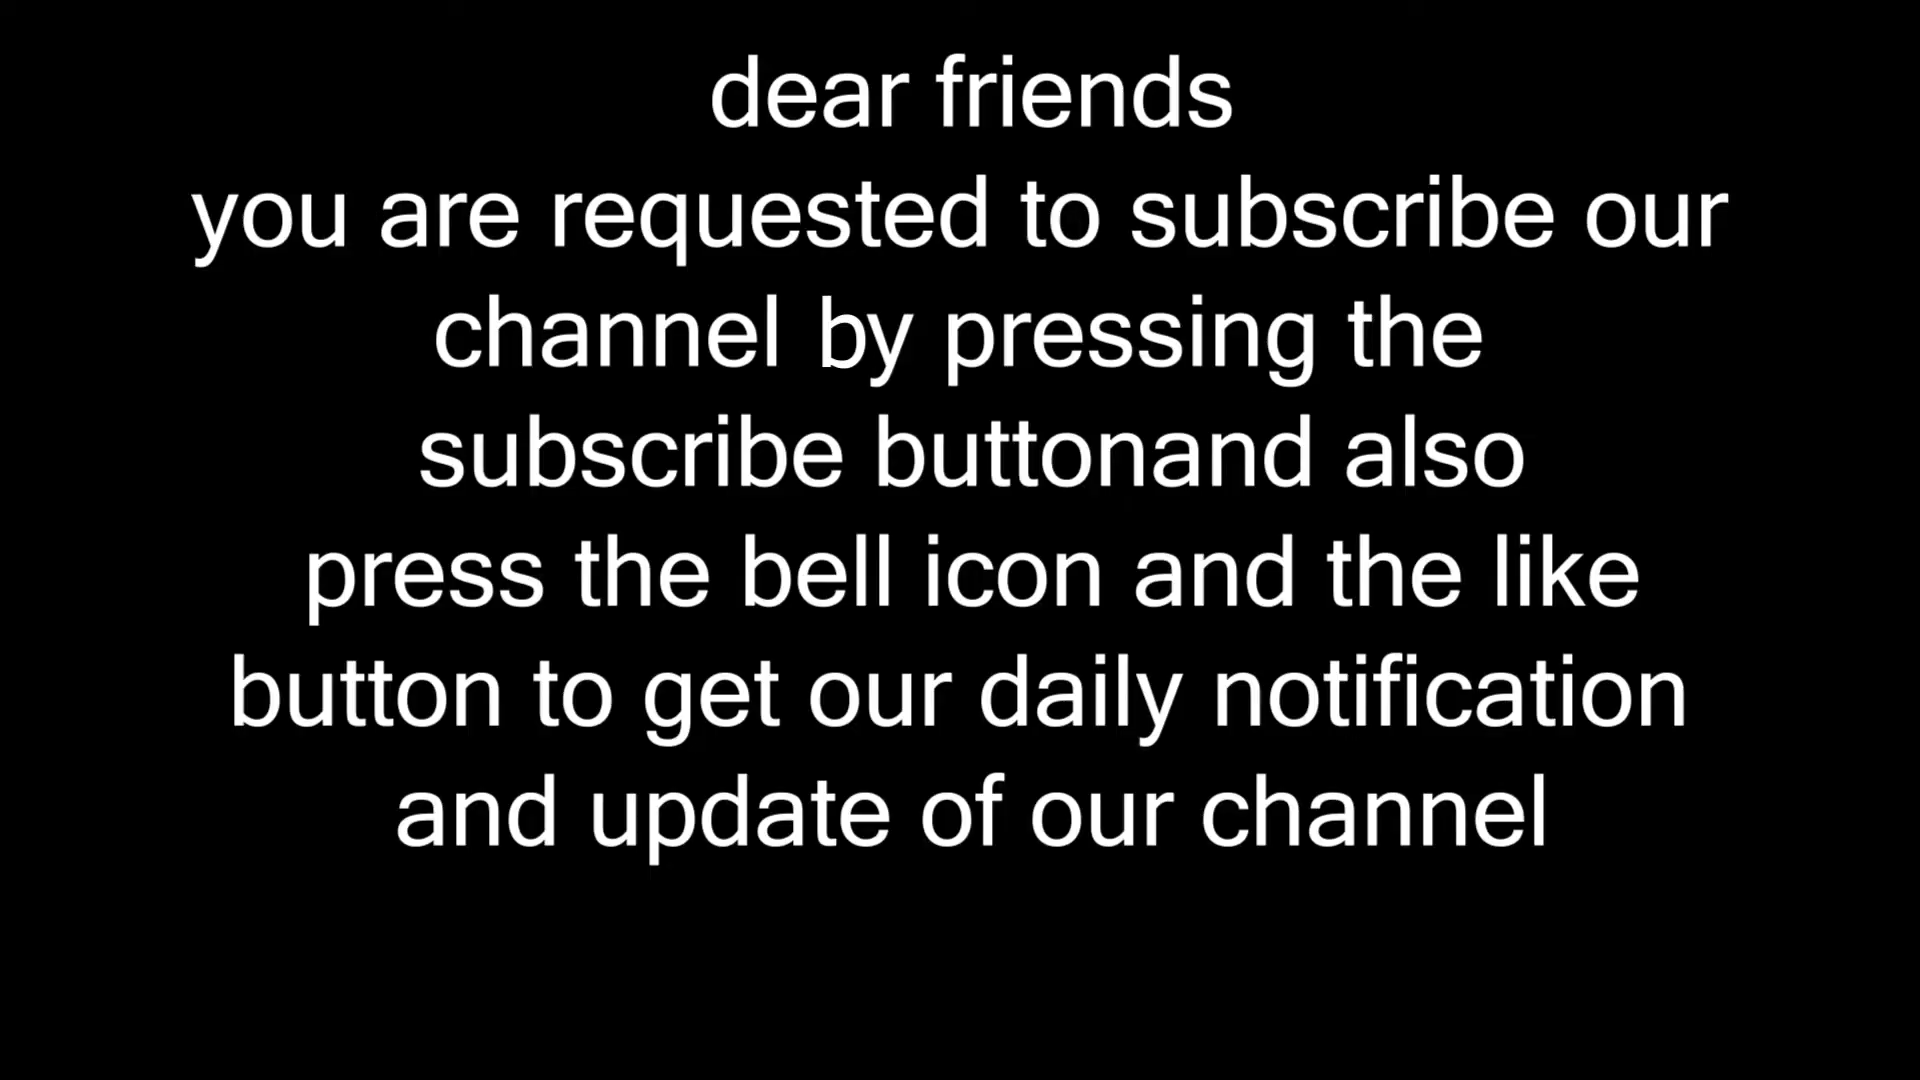 dear friends
you are requested to subscribe our
channel by pressing the
subscribe buttonand also
press the bell icon and the like
button to get our daily notification
and update of our channel